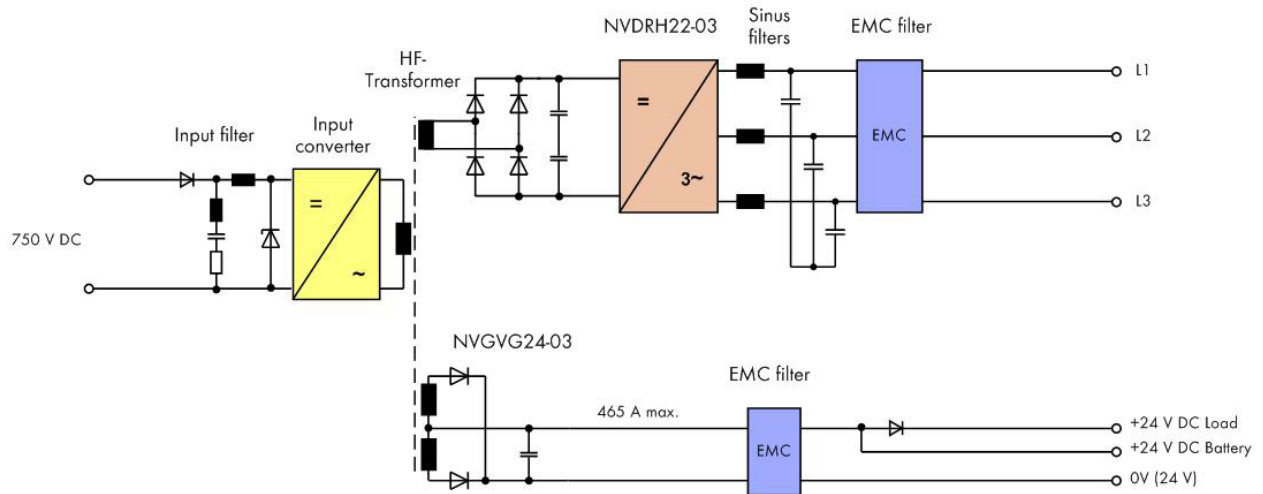 NVDRH22-03
Sinus
filters
EMC filter
HF-
Transformer
L1
=
Input filter
Input
converter
EMC
L2
3~
L3
=
750 V DC
~
NVGVG24-03
EMC filter
465 A max.
+24 V DC Load
EMC
+24 V DC Battery
0V (24 V)